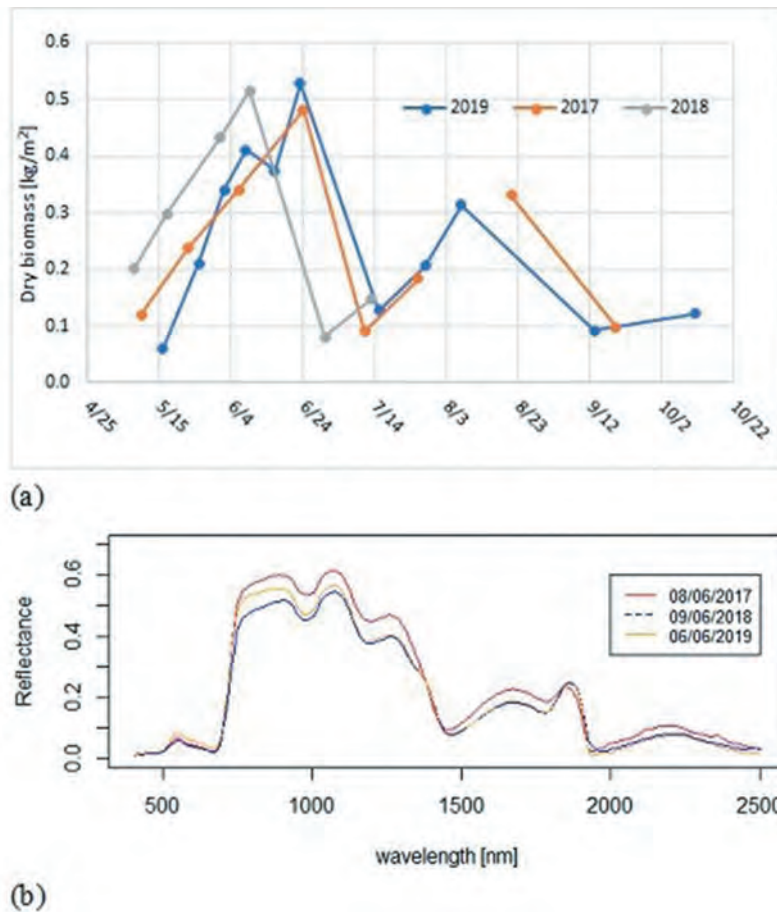 0.6
0.5
0.4
0.3
0.2
0.1
0.0
Dry biomass [kg/m²]
2019 2017 2018
4/25 5/15 6/4 6/24 7/14 8/3 8/23 9/12 10/2 10/22
(a)
0.6
0.4
0.2
0.0
Reflectance
08/06/2017
09/06/2018
06/06/2019
500 1000 1500 2000 2500
wavelength [nm]
(b)